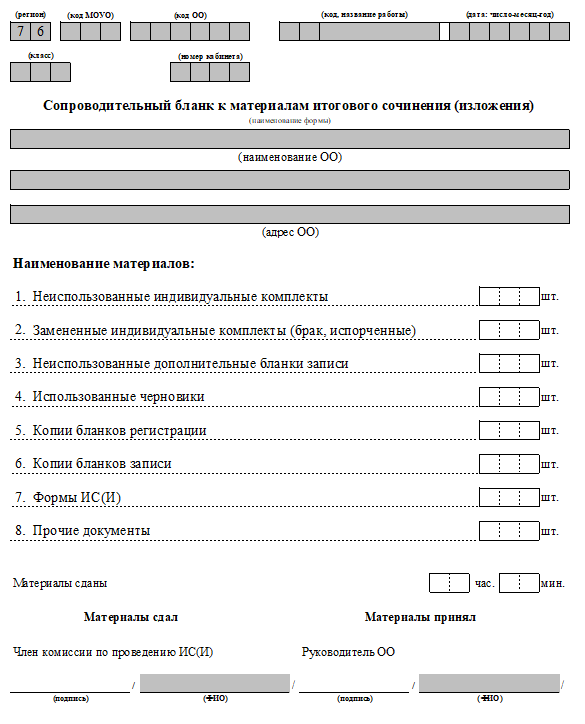 (регион) (код МОУО) (код ОО) (код, название работы) (дата: число-месяц-год)
7 6
(класс) (номер кабинета)
Сопроводительный бланк к материалам итогового сочинения (изложения)
(наименование формы)
(наименование ОО)
(адрес ОО)
Наименование материалов:
1. Неиспользованные индивидуальные комплекты шт.
2. Замененные индивидуальные комплекты (брак, испорченные) шт.
3. Неиспользованные дополнительные бланки записи шт.
4. Использованные черновики шт.
5. Копии бланков регистрации шт.
6. Копии бланков записи шт.
7. Формы ИС(И) шт.
8. Прочие документы шт.
Материалы сданы час. мин.
Материалы сдал Материалы принял
Член комиссии по проведению ИС(И) Руководитель ОО
/ / / /
(подпись) (ФИО) (подпись) (ФИО)